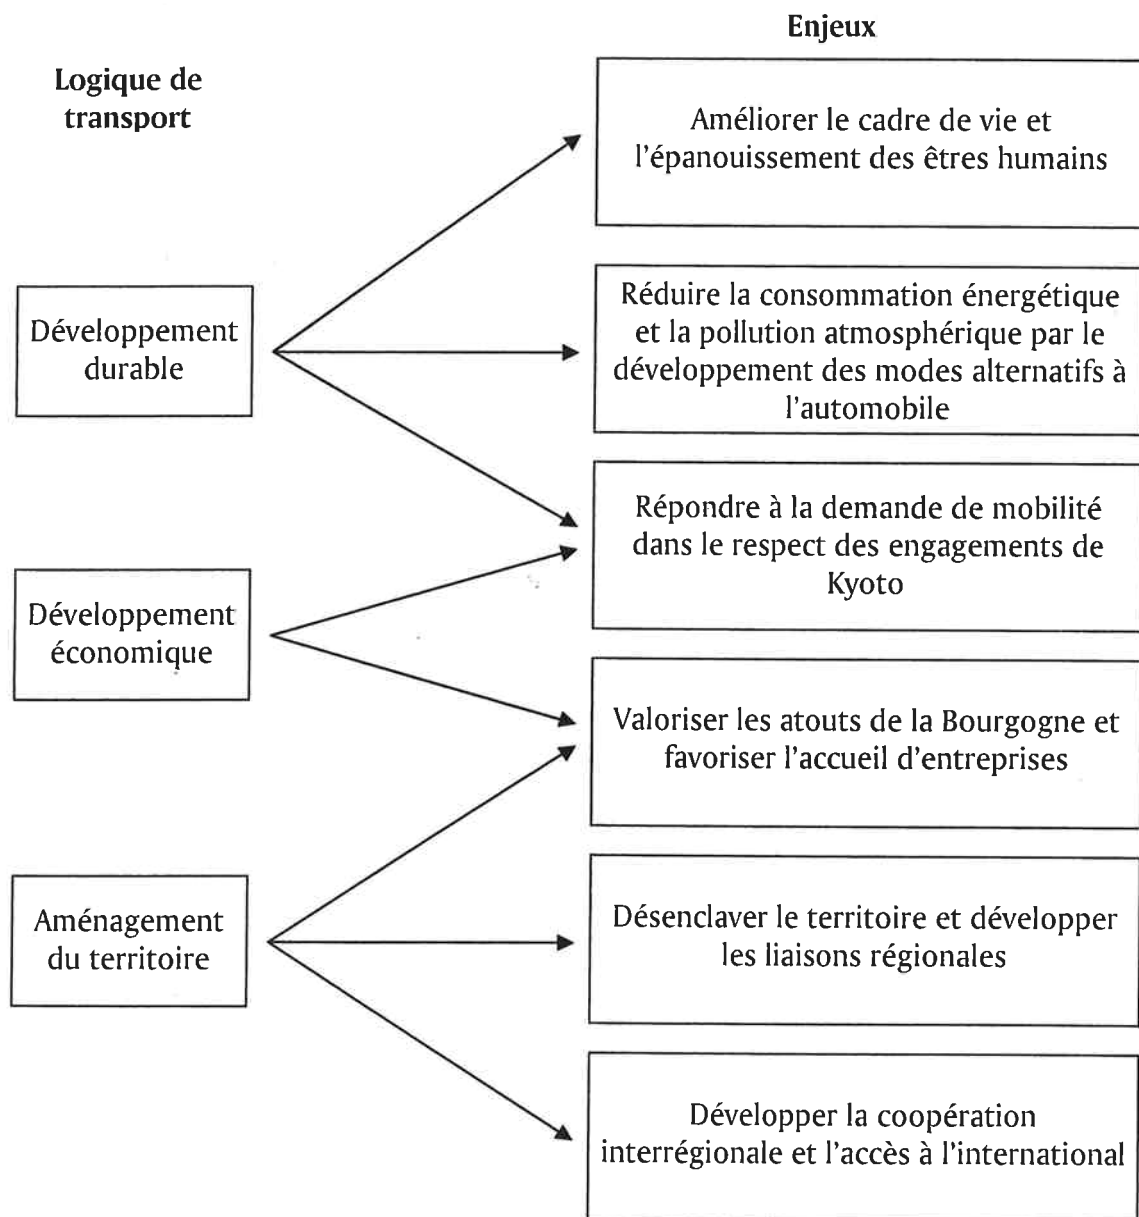 Enjeux
Logique de
transport
Améliorer le cadre de vie et
l'épanouissement des êtres humains
Développement
durable
Réduire la consommation énergétique
et la pollution atmosphérique par le
développement des modes alternatifs à
l'automobile
Répondre à la demande de mobilité
dans le respect des engagements de
Kyoto
Développement
économique
Valoriser les atouts de la Bourgogne et
favoriser l'accueil d'entreprises
Aménagement
du territoire
Désenclaver le territoire et développer
les liaisons régionales
Développer la coopération
interrégionale et l'accès à l'international